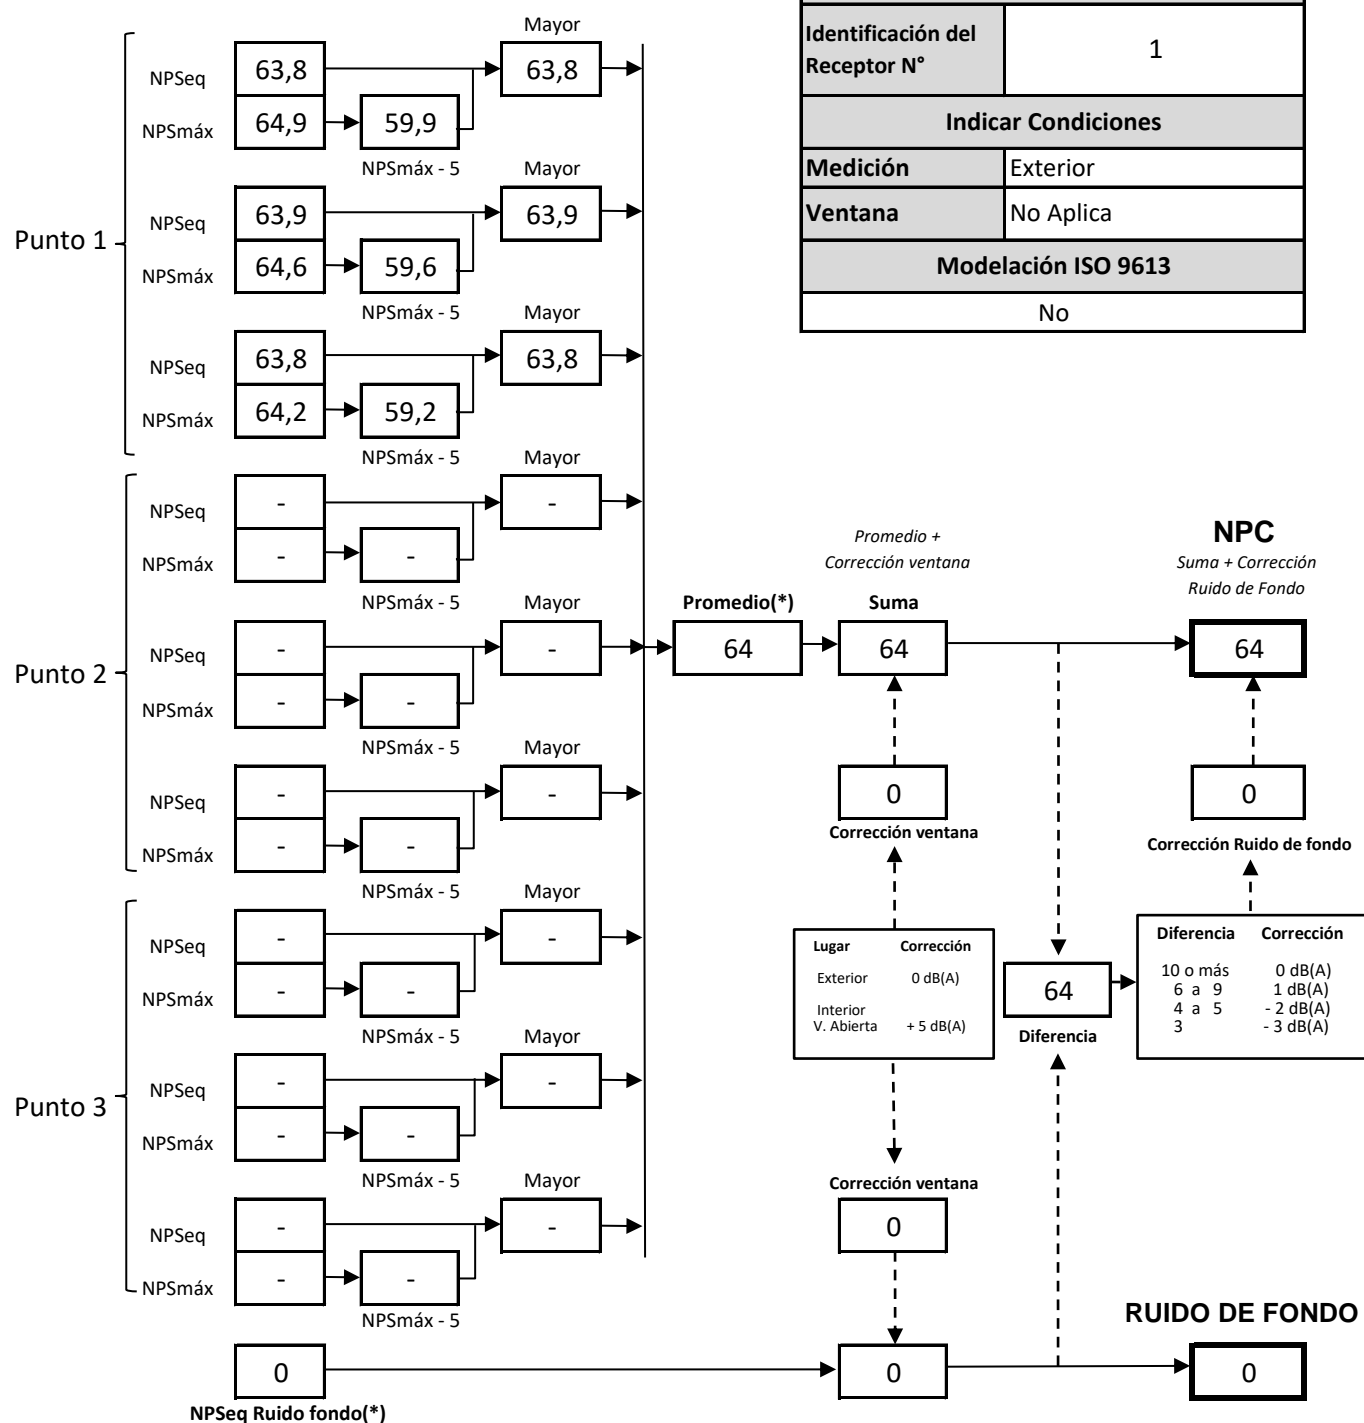 Identificación del
Receptor N°
1
Indicar Condiciones
Medición
Exterior
Ventana
No Aplica
Modelación ISO 9613
No
Punto 1
Mayor
NPSeq
63,8
63,8
NPSmáx
64,9
59,9
NPSmáx - 5
Mayor
NPSeq
63,9
63,9
NPSmáx
64,6
59,6
NPSmáx - 5
Mayor
NPSeq
63,8
63,8
NPSmáx
64,2
59,2
NPSmáx - 5
Punto 2
Mayor
NPSeq
-
-
NPSmáx
-
-
NPSmáx - 5
Mayor
NPSeq
-
-
NPSmáx
-
-
NPSmáx - 5
Mayor
NPSeq
-
-
NPSmáx
-
-
NPSmáx - 5
Punto 3
Mayor
NPSeq
-
-
NPSmáx
-
-
NPSmáx - 5
Mayor
NPSeq
-
-
NPSmáx
-
-
NPSmáx - 5
Mayor
NPSeq
-
-
NPSmáx
-
-
NPSmáx - 5
Promedio(*)
64
Promedio +
Corrección ventana
Suma
64
NPC
Suma + Corrección
Ruido de Fondo
64
0
Corrección ventana
0
Corrección Ruido de fondo
Lugar Corrección
Exterior 0 dB(A)
Interior
V. Abierta + 5 dB(A)
64
Diferencia
Diferencia Corrección
10 o más 0 dB(A)
6 a 9 1 dB(A)
4 a 5 - 2 dB(A)
3 - 3 dB(A)
Corrección ventana
0
RUIDO DE FONDO
0
0
0
NPSeq Ruido fondo(*)